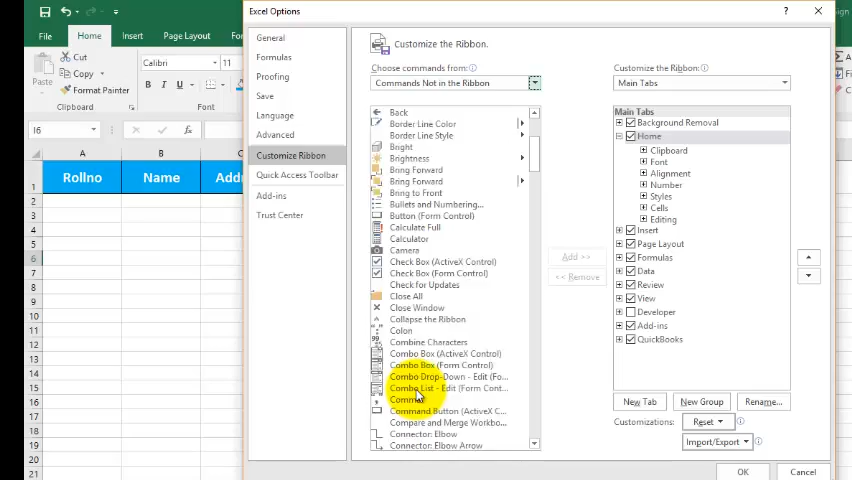 Excel Options
? ×
File
Home
Insert
Page Layout
Cut
Copy
Format Painter
Paste
Clipboard
Calibri
11
B I U
I6
fx
A B C
Rollno Name
1
2
3
4
5
6
7
8
9
10
11
12
13
14
15
16
17
18
19
20
21
General
Formulas
Proofing
Save
Language
Advanced
Customize Ribbon
Quick Access Toolbar
Add-ins
Trust Center
Customize the Ribbon.
Choose commands from:
Commands Not in the Ribbon
Back
Border Line Color
Border Line Style
Bright
Brightness
Bring Forward
Bring Forward
Bring to Front
Bullets and Numbering...
Button (Form Control)
Calculate Full
Calculator
Camera
Check Box (ActiveX Control)
Check Box (Form Control)
Check for Updates
Close All
Close Window
Collapse the Ribbon
Colon
Combine Characters
Combo Box (ActiveX Control)
Combo Box (Form Control)
Combo Drop-Down - Edit (Fo...
Combo List - Edit (Form Cont...
Comma
Command Button (ActiveX C...
Compare and Merge Workbo...
Connector: Elbow
Connector: Elbow Arrow
Add >>
<< Remove
Customize the Ribbon:
Main Tabs
Main Tabs
Background Removal
Home
Clipboard
Font
Alignment
Number
Styles
Cells
Editing
Insert
Page Layout
Formulas
Data
Review
View
Developer
Add-ins
QuickBooks
New Tab
New Group
Rename...
Customizations:
Reset
Import/Export
OK
Cancel